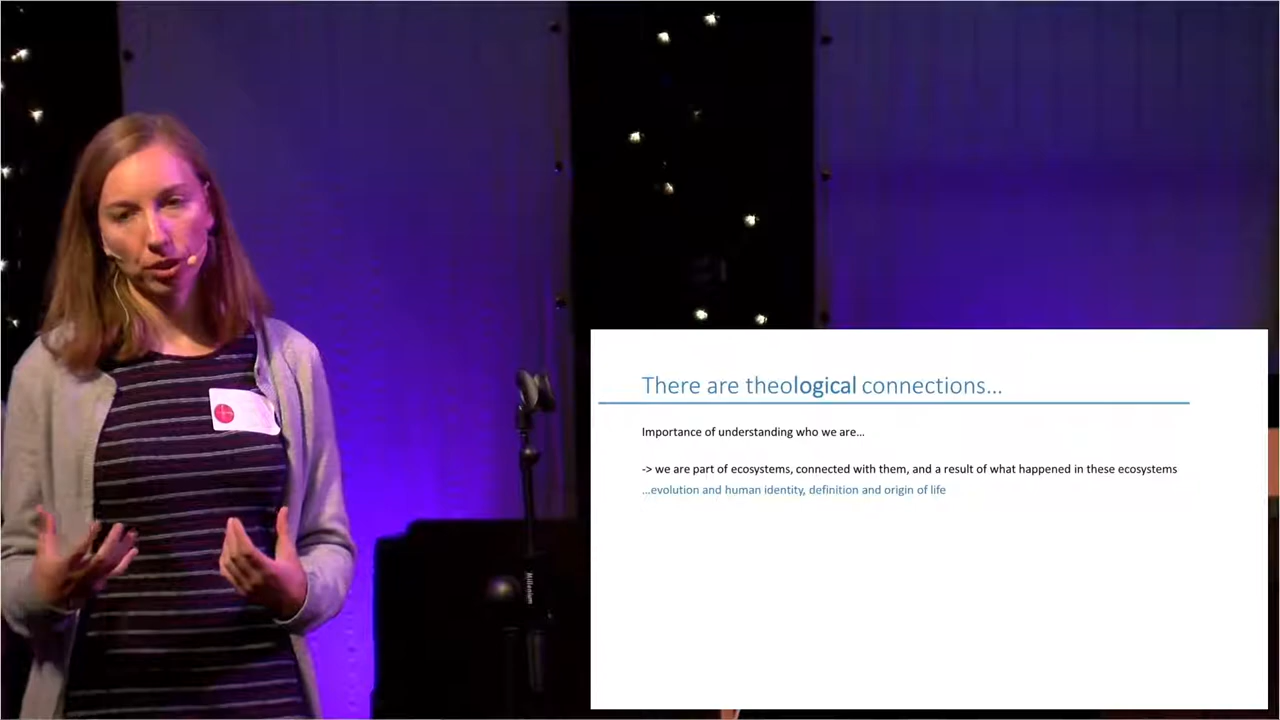 There are theological connections...
Importance of understanding who we are...
-> we are part of ecosystems, connected with them, and a result of what happened in these ecosystems
...evolution and human identity, definition and origin of life
Millenium